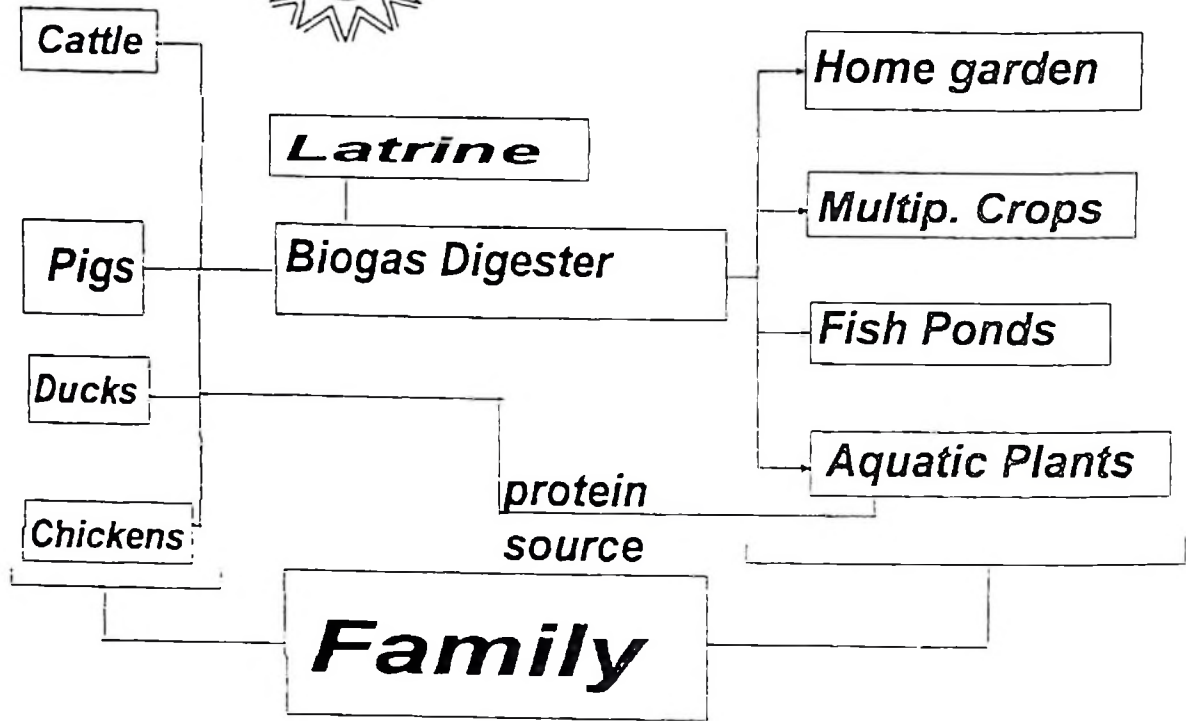 Cattle
Home garden
Latrine
Multip. Crops
Pigs
Biogas Digester
Fish Ponds
Ducks
Aquatic Plants
protein
source
Chickens
Family